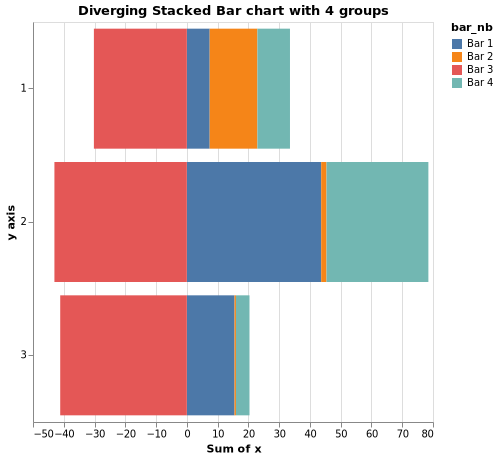 Diverging Stacked Bar chart with 4 groups
bar_nb
Bar 1
Bar 2
Bar 3
Bar 4
y axis
1
2
3
−50 −40 −30 −20 −10 0 10 20 30 40 50 60 70 80
Sum of x